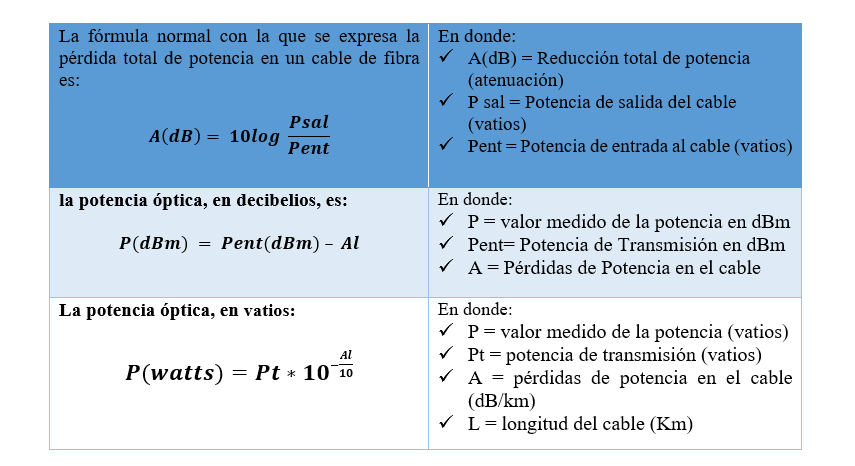 La fórmula normal con la que se expresa la
pérdida total de potencia en un cable de fibra
es:
A(dB) = 10log Psal/Pent
En donde:
✓ A(dB) = Reducción total de potencia
(atenuación)
✓ P sal = Potencia de salida del cable
(vatios)
✓ Pent = Potencia de entrada al cable (vatios)
la potencia óptica, en decibelios, es:
P(dBm) = Pent(dBm) – Al
En donde:
✓ P = valor medido de la potencia en dBm
✓ Pent= Potencia de Transmisión en dBm
✓ A = Pérdidas de Potencia en el cable
La potencia óptica, en vatios:
P(watts) = Pt ∗ 10^(−Al/10)
En donde:
✓ P = valor medido de la potencia (vatios)
✓ Pt = potencia de transmisión (vatios)
✓ A = pérdidas de potencia en el cable
(dB/km)
✓ L = longitud del cable (Km)